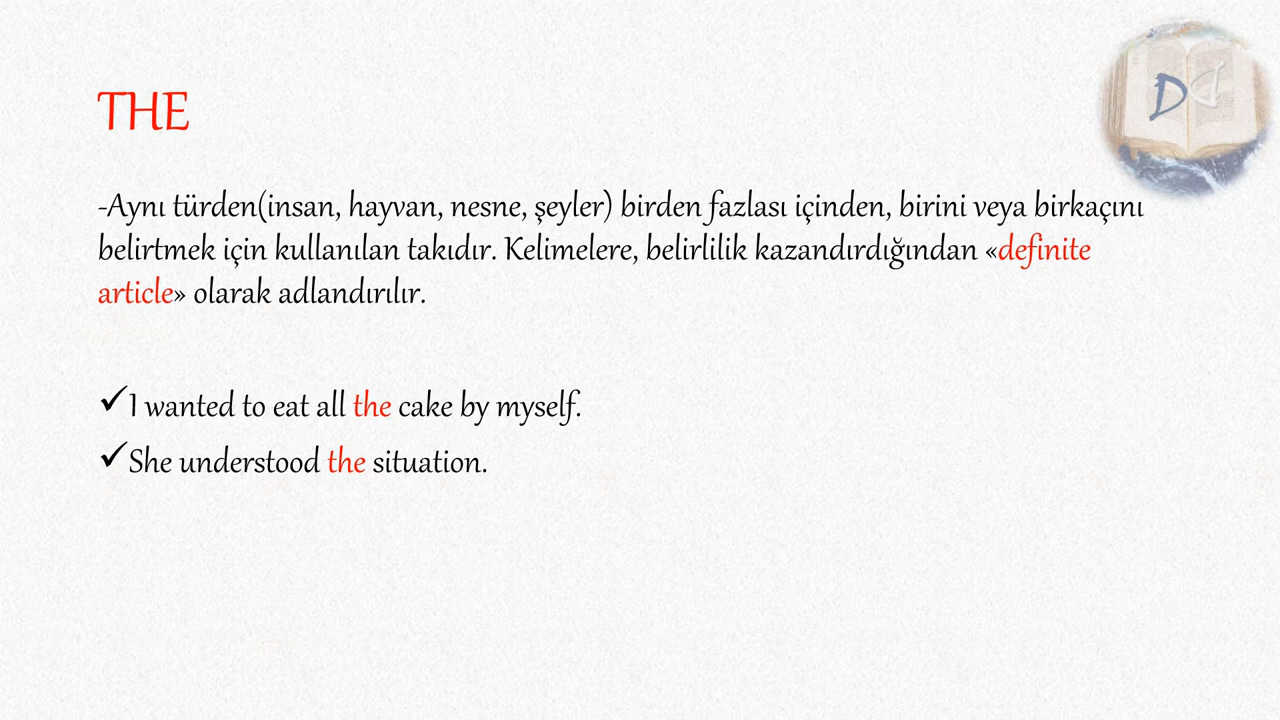 THE
-Aynı türden(insan, hayvan, nesne, şeyler) birden fazlası içinden, birini veya birkaçını
belirtmek için kullanılan takıdır. Kelimelere, belirlilik kazandırdığından «definite
article» olarak adlandırılır.
✓I wanted to eat all the cake by myself.
✓She understood the situation.